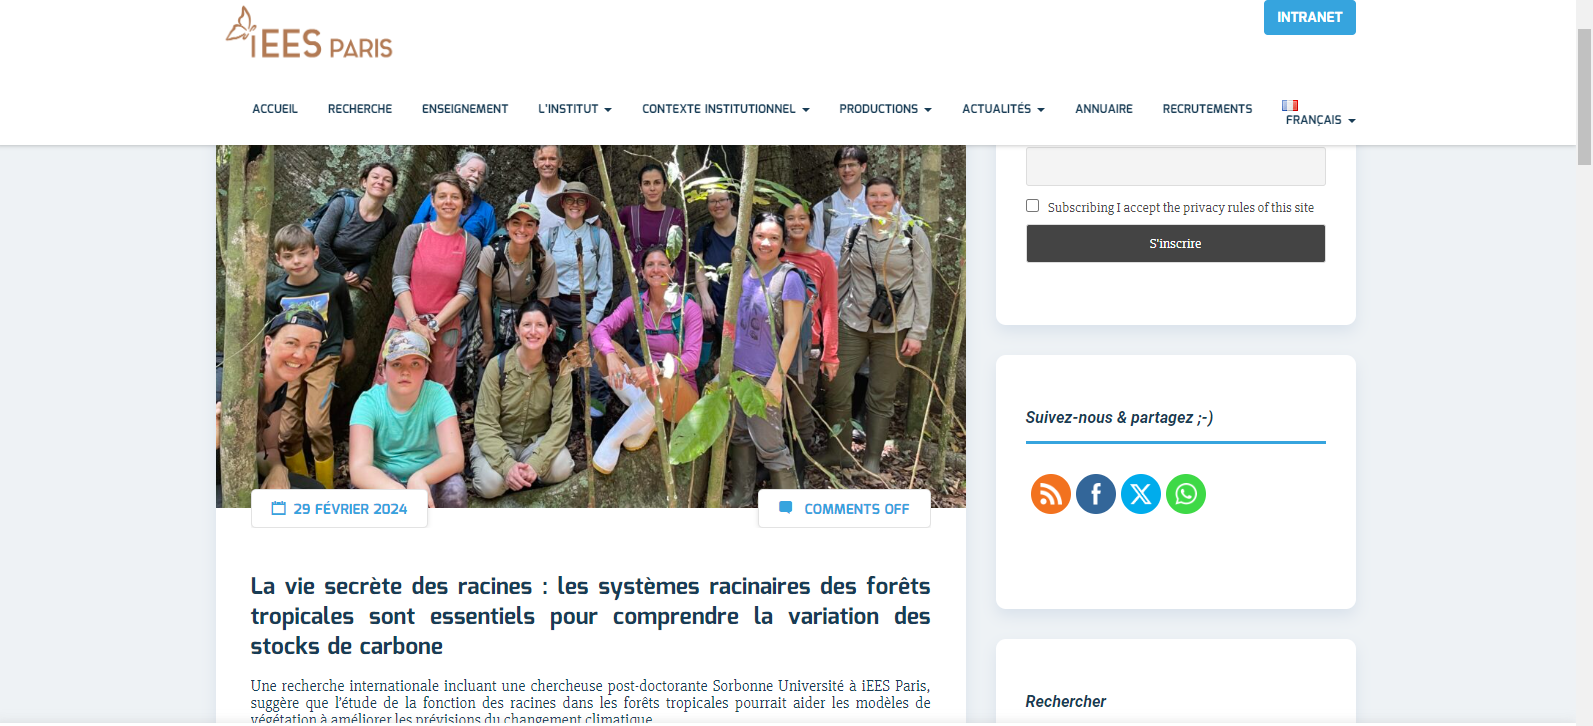 iEES PARIS
INTRANET
ACCUEIL
RECHERCHE
ENSEIGNEMENT
L'INSTITUT
CONTEXTE INSTITUTIONNEL
PRODUCTIONS
ACTUALITÉS
ANNUAIRE
RECRUTEMENTS
FRANÇAIS
Subscribing I accept the privacy rules of this site
S'inscrire
Suivez-nous & partagez ;-)
29 FÉVRIER 2024
COMMENTS OFF
La vie secrète des racines : les systèmes racinaires des forêts
tropicales sont essentiels pour comprendre la variation des
stocks de carbone
Une recherche internationale incluant une chercheuse post-doctorante Sorbonne Université à iEES Paris,
suggère que l'étude de la fonction des racines dans les forêts tropicales pourrait aider les modèles de
végétation à améliorer les prévisions du changement climatique
Rechercher